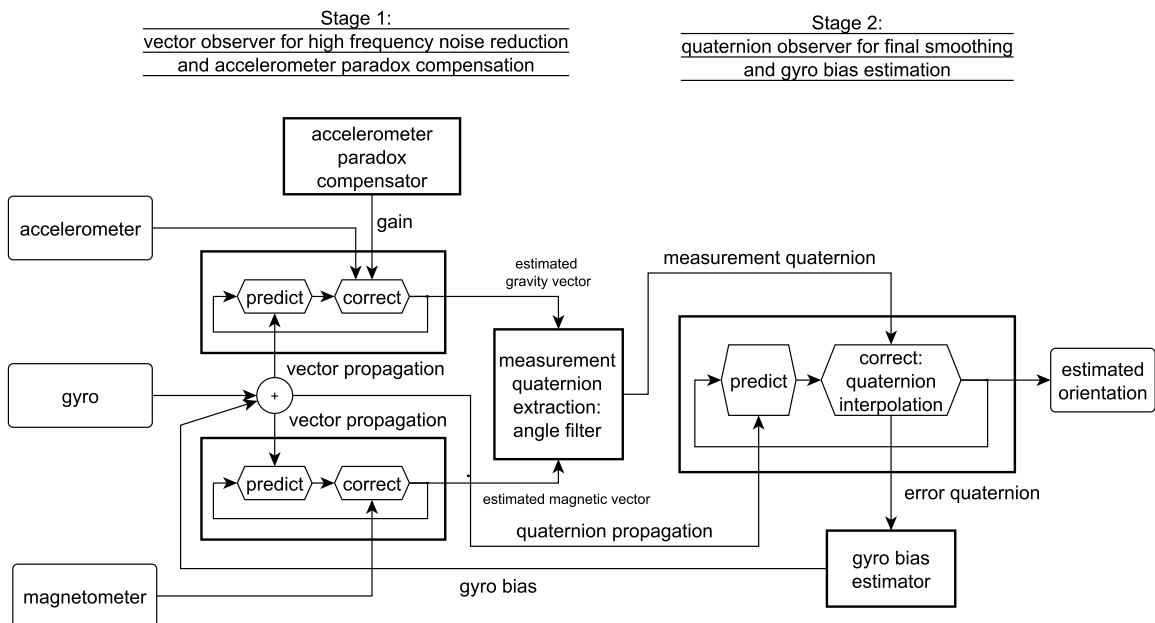 Stage 1:
vector observer for high frequency noise reduction
and accelerometer paradox compensation
Stage 2:
quaternion observer for final smoothing
and gyro bias estimation
accelerometer
paradox
compensator
accelerometer
gain
predict
correct
estimated
gravity vector
measurement quaternion
vector propagation
gyro
+
vector propagation
measurement
quaternion
extraction:
angle filter
predict
correct:
quaternion
interpolation
estimated
orientation
predict
correct
estimated magnetic vector
quaternion propagation
error quaternion
gyro bias
estimator
gyro bias
magnetometer